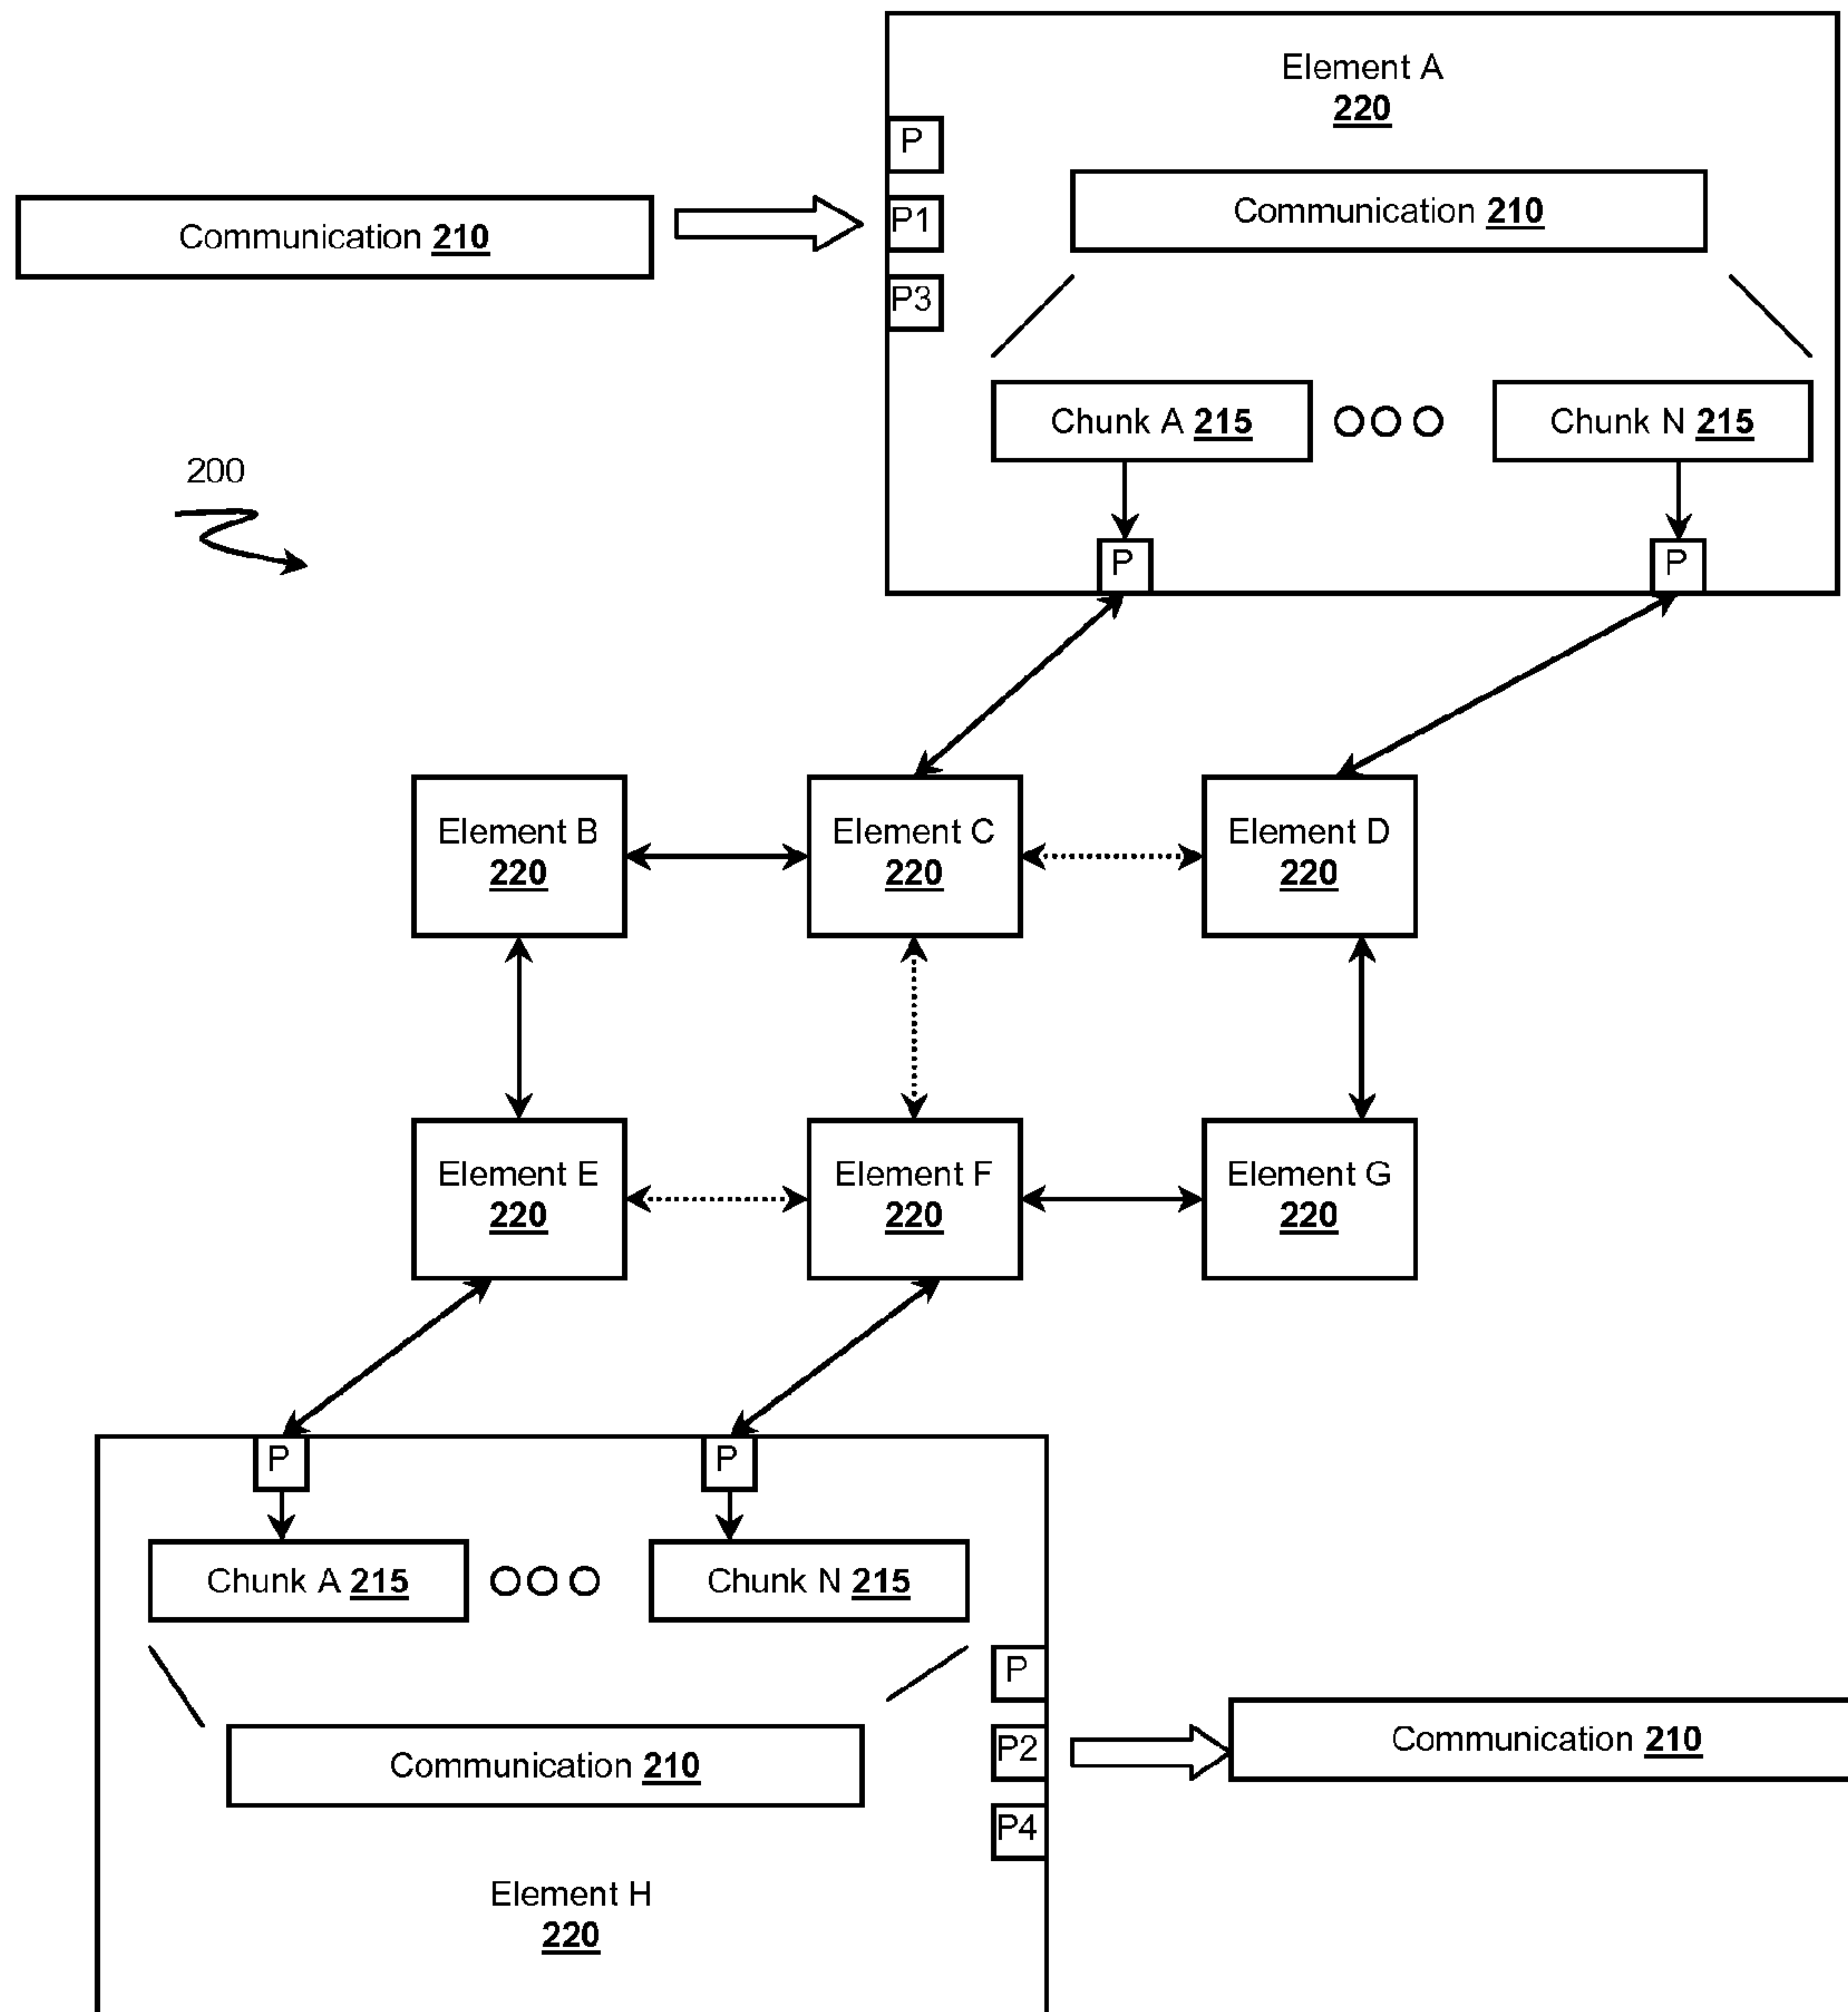 Element A
220
P
Communication 210
P1
Communication 210
P3
Chunk A 215
Chunk N 215
200
P
P
Element B
220
Element C
220
Element D
220
Element E
220
Element F
220
Element G
220
P
P
Chunk A 215
Chunk N 215
P
Communication 210
P2
Communication 210
P4
Element H
220